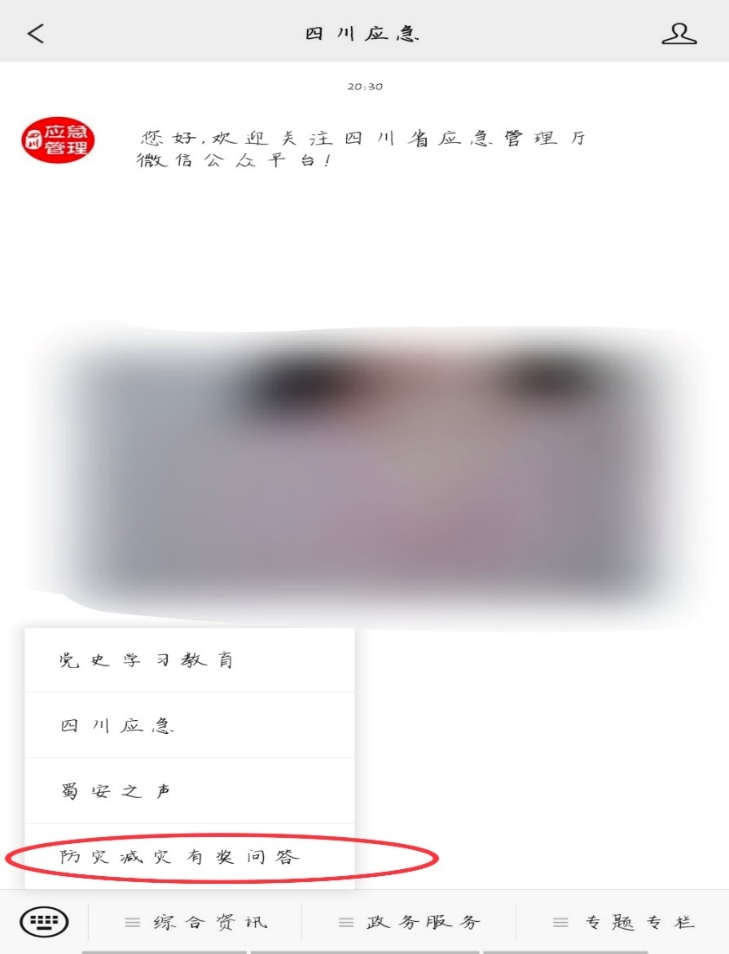 四川应急
20:30
四川
应急
管理
您好,欢迎关注四川省应急管理厅
微信公众平台!
党史学习教育
四川应急
蜀安之声
防灾减灾有奖问答
综合资讯
政务服务
专题专栏